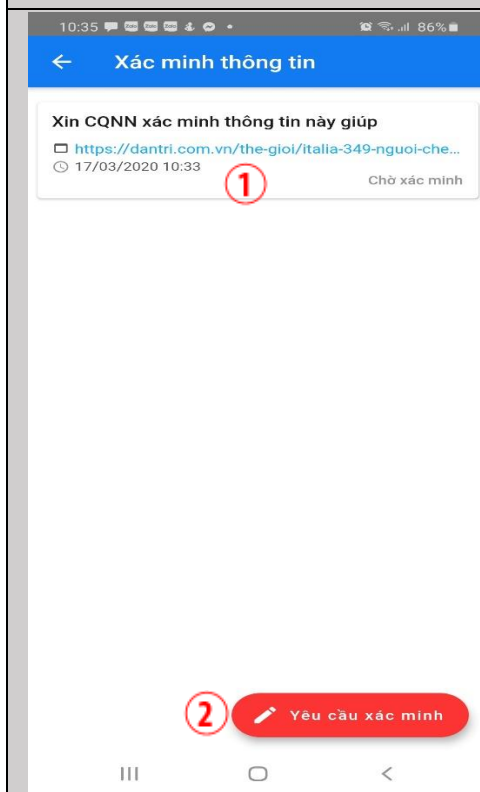 10:35 86%
Xác minh thông tin
Xin CQNN xác minh thông tin này giúp
https://dantri.com.vn/the-gioi/italia-349-nguoi-che...
17/03/2020 10:33
1
Chờ xác minh
2
Yêu cầu xác minh